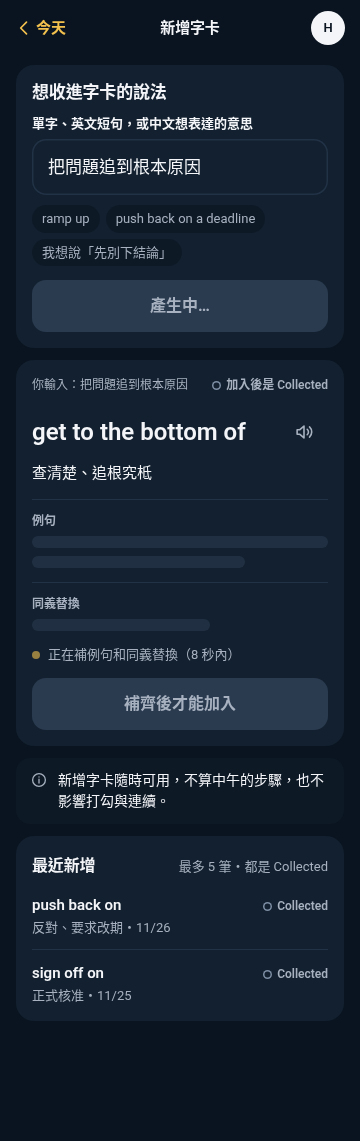 今天
新增字卡
H
想收進字卡的說法
單字、英文短句，或中文想表達的意思
把問題追到根本原因
ramp up
push back on a deadline
我想說「先別下結論」
產生中…
你輸入：把問題追到根本原因
加入後是 Collected
get to the bottom of
查清楚、追根究柢
例句
同義替換
正在補例句和同義替換（8 秒內）
補齊後才能加入
新增字卡隨時可用，不算中午的步驟，也不
影響打勾與連續。
最近新增
最多 5 筆・都是 Collected
push back on
Collected
反對、要求改期・11/26
sign off on
Collected
正式核准・11/25